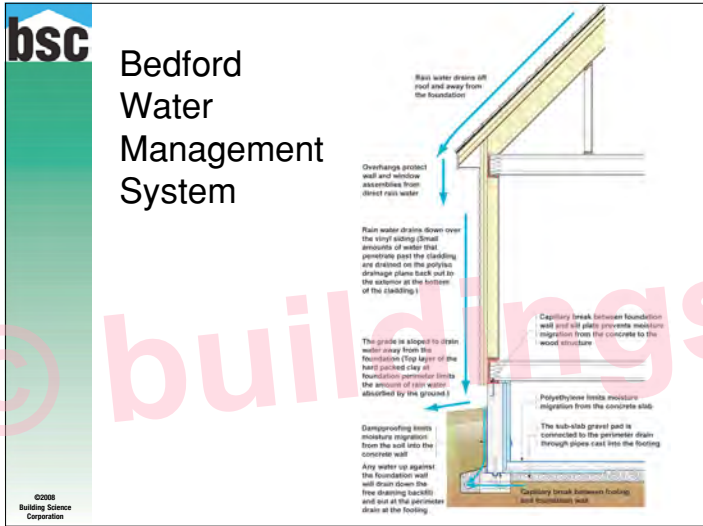 bsc
Bedford
Water
Management
System
Rain water drains off
roof and away from
the foundation
Overhangs protect
wall and window
assemblies from
direct rain water
Rain water drains down over
the vinyl siding (Small
amounts of water that
penetrate past the cladding
are drained on the polyiso
drainage plane back out to
the exterior at the bottom
of the cladding.)
The grade is sloped to drain
water away from the
foundation (Top layer of the
hard packed clay at
foundation perimeter limits
the amount of rain water
absorbed by the ground.)
Dampproofing limits
moisture migration
from the soil into the
concrete wall
Any water up against
the foundation wall
will drain down the
free draining backfill
and out at the perimeter
drain at the footing
Capillary break between foundation
wall and sill plate prevents moisture
migration from the concrete to the
wood structure
Polyethylene limits moisture
migration from the concrete slab
The sub-slab gravel pad is
connected to the perimeter drain
through pipes cast into the footing
Capillary break between footing
and foundation wall
© buildings
©2008
Building Science
Corporation